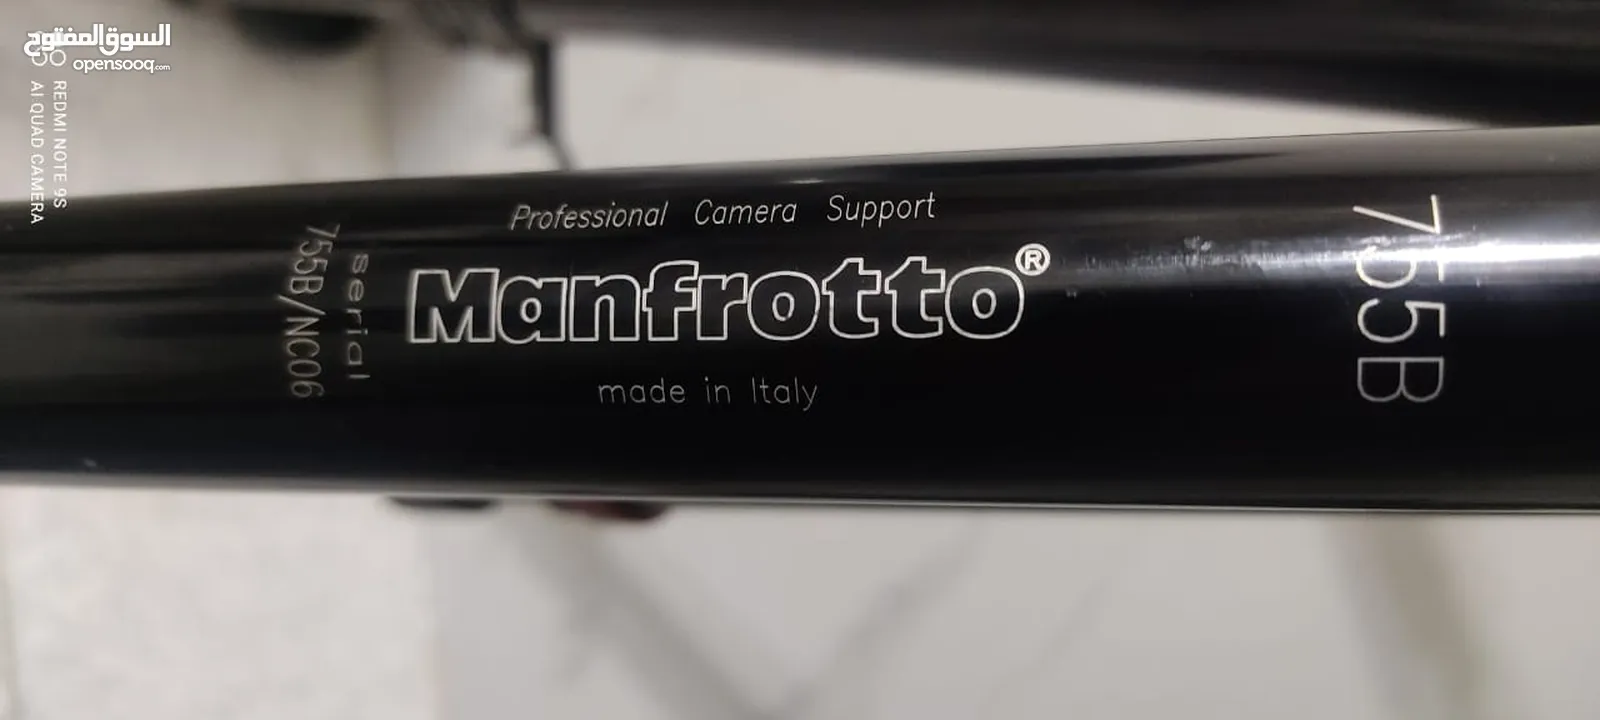 السوق المفتوح
opensooq.com
REDMI NOTE 9S
AI QUAD CAMERA
Professional Camera Support
Manfrotto®
made in Italy
serial
755B/NC06
755B